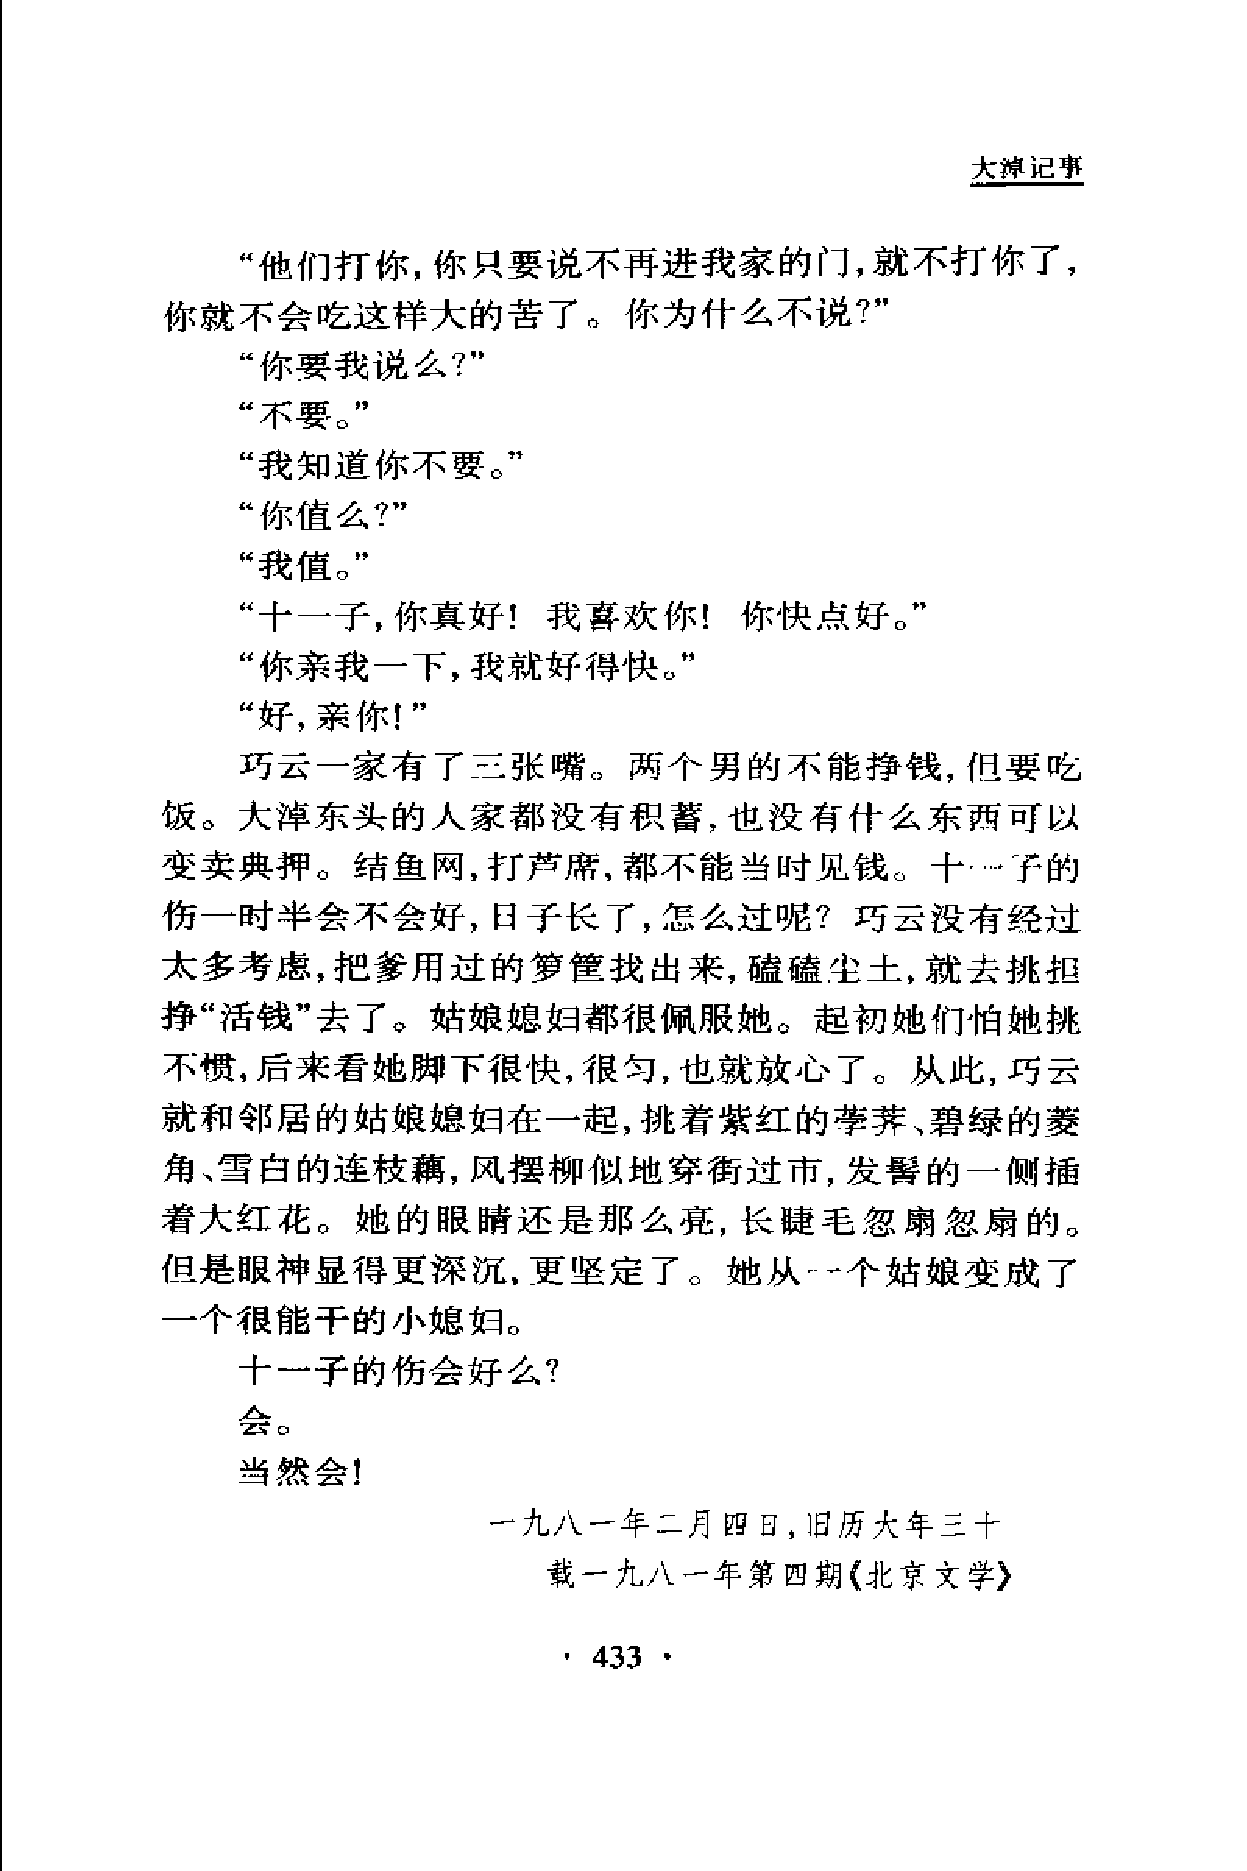 大淖记事
“他们打你，你只要说不再进我家的门，就不打你了，
你就不会吃这样大的苦了。你为什么不说？”
“你要我说么？”
“不要。”
“我知道你不要。”
“你值么？”
“我值。”
“十一子，你真好！我喜欢你！你快点好。”
“你亲我一下，我就好得快。”
“好，亲你！”
巧云一家有了三张嘴。两个男的不能挣钱，但要吃
饭。大淖东头的人家都没有积蓄，也没有什么东西可以
变卖典押。结鱼网，打芦席，都不能当时见钱。十一子的
伤一时半会不会好，日子长了，怎么过呢？巧云没有经过
太多考虑，把爹用过的箩筐找出来，磕磕尘土，就去挑担
挣“活钱”去了。姑娘媳妇都很佩服她。起初她们怕她挑
不惯，后来看她脚下很快，很匀，也就放心了。从此，巧云
就和邻居的姑娘媳妇在一起，挑着紫红的荸荠、碧绿的菱
角、雪白的连枝藕，风摆柳似地穿街过市，发髻的一侧插
着大红花。她的眼睛还是那么亮，长睫毛忽扇忽扇的。
但是眼神显得更深沉，更坚定了。她从一个姑娘变成了
一个很能干的小媳妇。
十一子的伤会好么？
会。
当然会！
一九八一年二月四日，旧历大年三十
载一九八一年第四期《北京文学》
· 433 ·